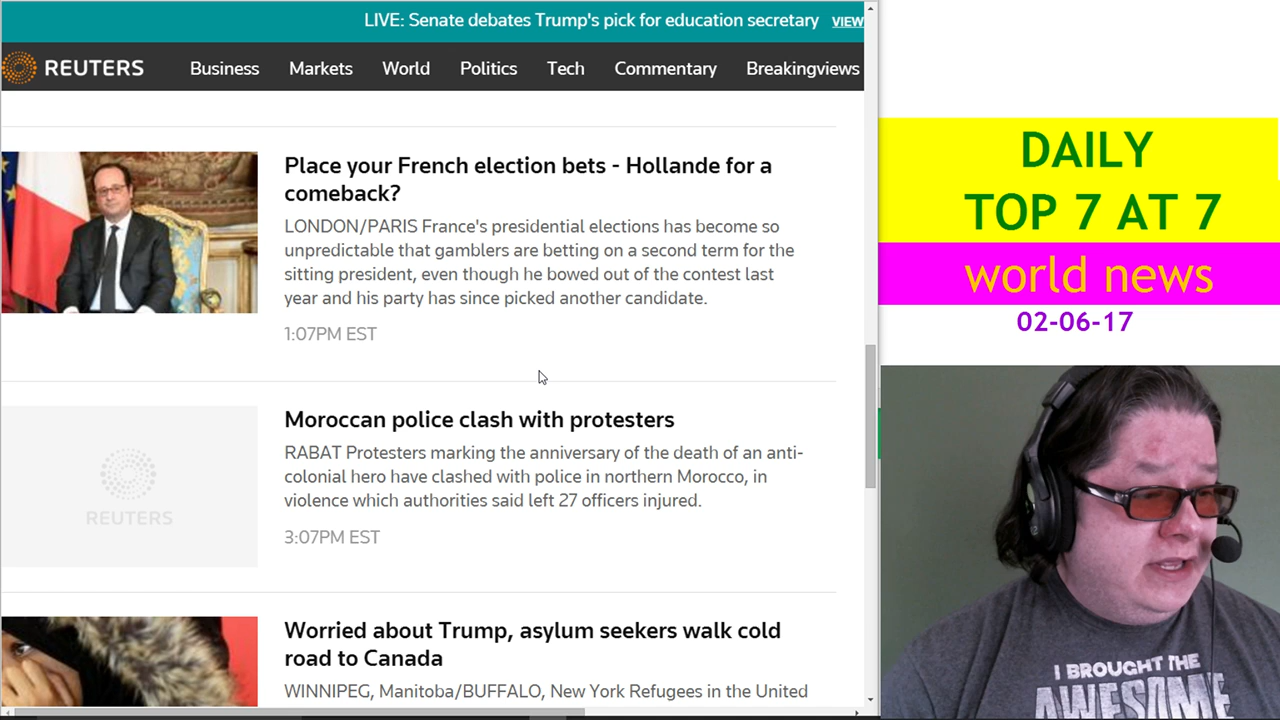 LIVE: Senate debates Trump's pick for education secretary VIEW
REUTERS Business Markets World Politics Tech Commentary Breakingviews
Place your French election bets - Hollande for a
comeback?
LONDON/PARIS France's presidential elections has become so
unpredictable that gamblers are betting on a second term for the
sitting president, even though he bowed out of the contest last
year and his party has since picked another candidate.
1:07PM EST
Moroccan police clash with protesters
RABAT Protesters marking the anniversary of the death of an anti-
colonial hero have clashed with police in northern Morocco, in
violence which authorities said left 27 officers injured.
3:07PM EST
REUTERS
Worried about Trump, asylum seekers walk cold
road to Canada
WINNIPEG, Manitoba/BUFFALO, New York Refugees in the United
DAILY
TOP 7 AT 7
world news
02-06-17
I BROUGHT THE
AWESOME